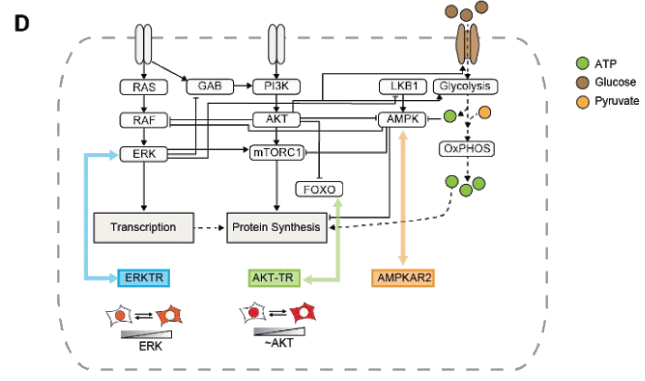 D
RAS
GAB
PI3K
LKB1
Glycolysis
ATP
Glucose
Pyruvate
RAF
AKT
AMPK
ERK
mTORC1
OxPHOS
FOXO
Transcription
Protein Synthesis
ERKTR
AKT-TR
AMPKAR2
ERK
~AKT